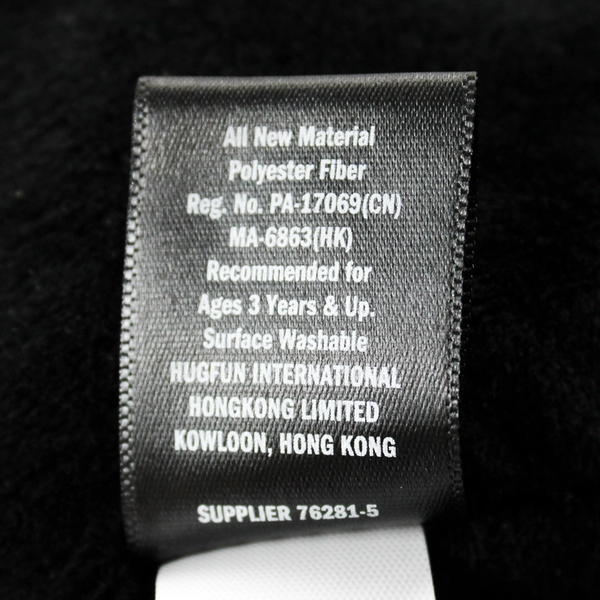 All New Material
Polyester Fiber
Reg. No. PA-17069(CN)
MA-6863(HK)
Recommended for
Ages 3 Years & Up.
Surface Washable
HUGFUN INTERNATIONAL
HONGKONG LIMITED
KOWLOON, HONG KONG
SUPPLIER 76281-5